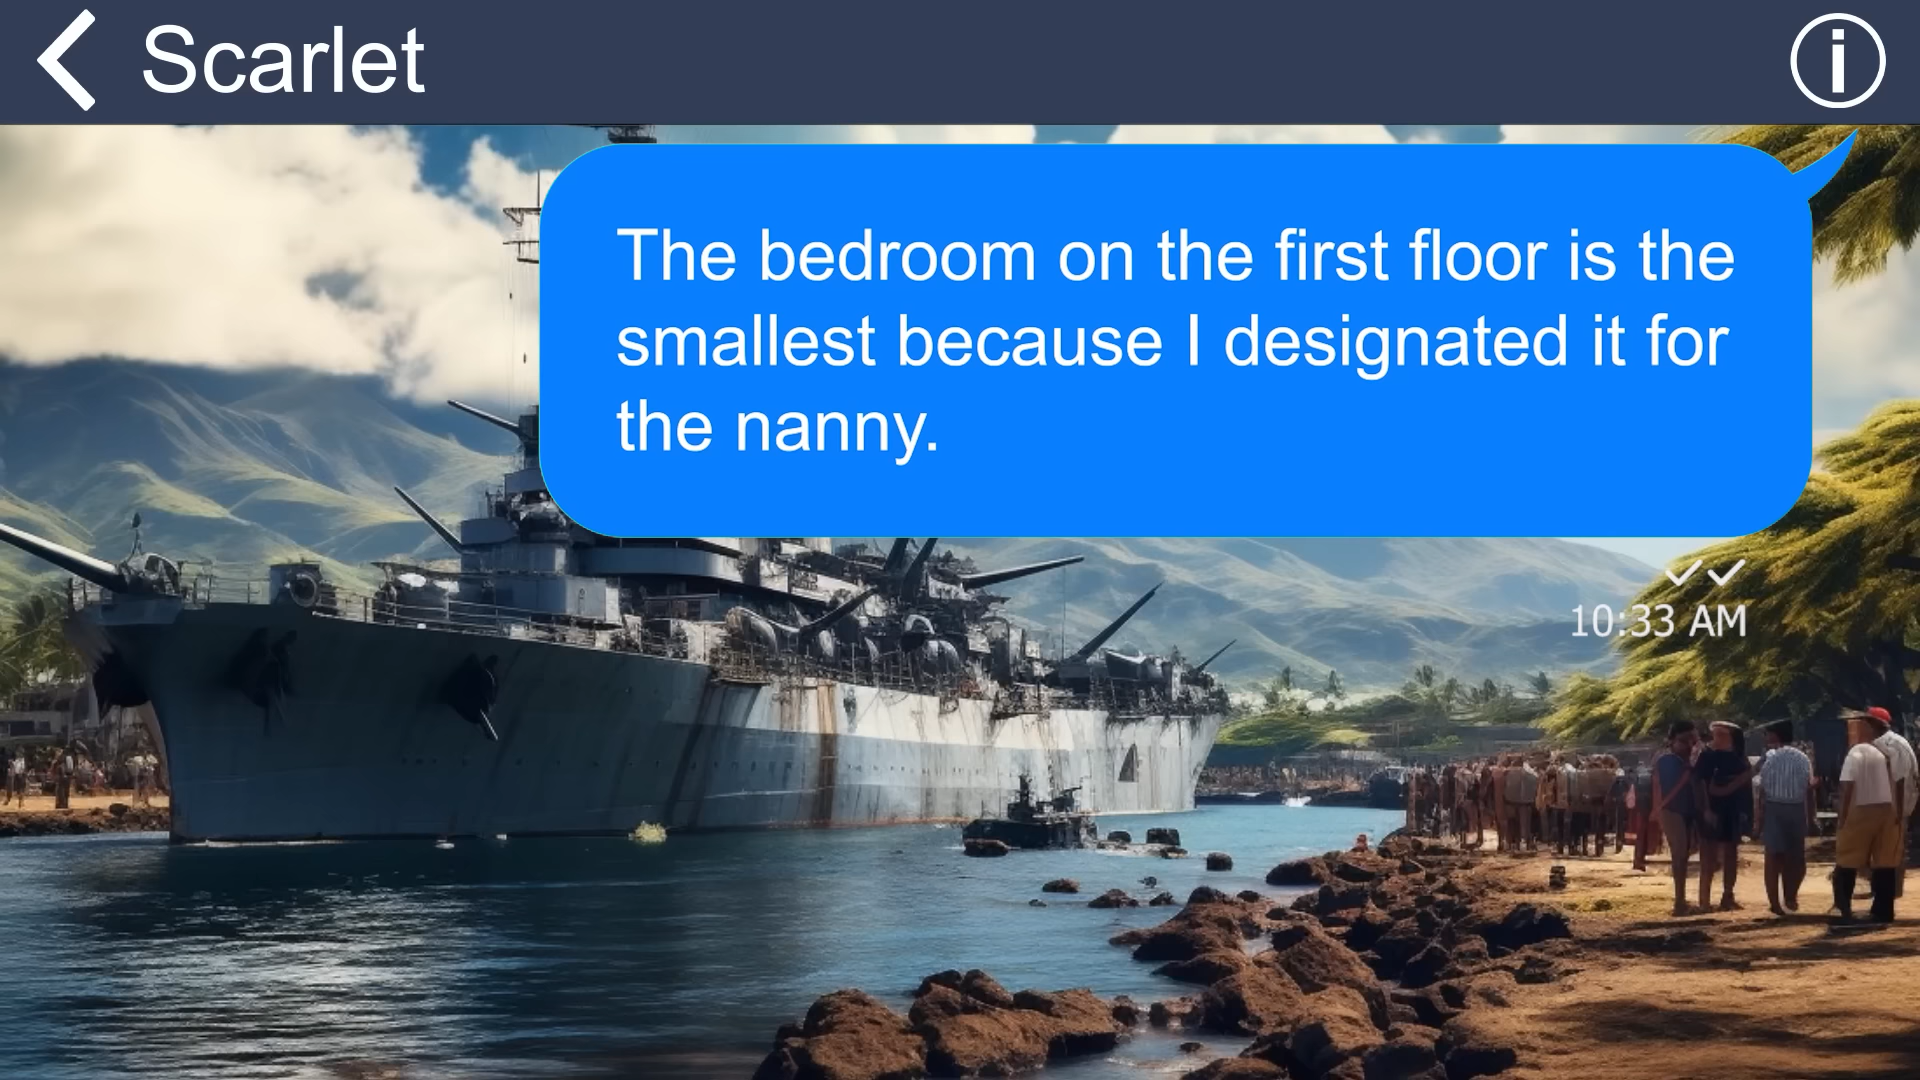 Scarlet
The bedroom on the first floor is the
smallest because I designated it for
the nanny.
10:33 AM